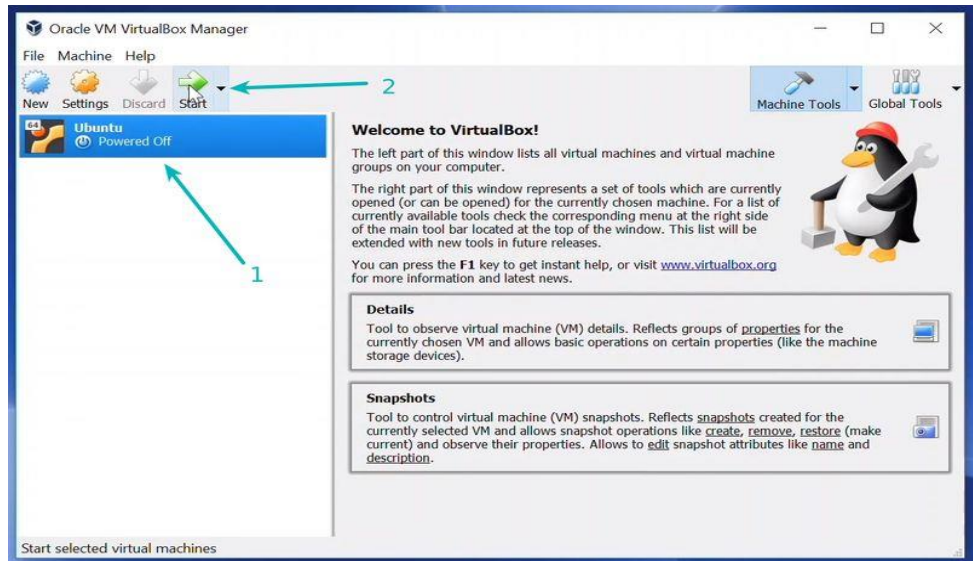 Oracle VM VirtualBox Manager
File Machine Help
New Settings Discard Start
2
Machine Tools Global Tools
64
Ubuntu
Powered Off
1
Welcome to VirtualBox!
The left part of this window lists all virtual machines and virtual machine
groups on your computer.
The right part of this window represents a set of tools which are currently
opened (or can be opened) for the currently chosen machine. For a list of
currently available tools check the corresponding menu at the right side
of the main tool bar located at the top of the window. This list will be
extended with new tools in future releases.
You can press the F1 key to get instant help, or visit www.virtualbox.org
for more information and latest news.
Details
Tool to observe virtual machine (VM) details. Reflects groups of properties for the
currently chosen VM and allows basic operations on certain properties (like the machine
storage devices).
Snapshots
Tool to control virtual machine (VM) snapshots. Reflects snapshots created for the
currently selected VM and allows snapshot operations like create, remove, restore (make
current) and observe their properties. Allows to edit snapshot attributes like name and
description.
Start selected virtual machines